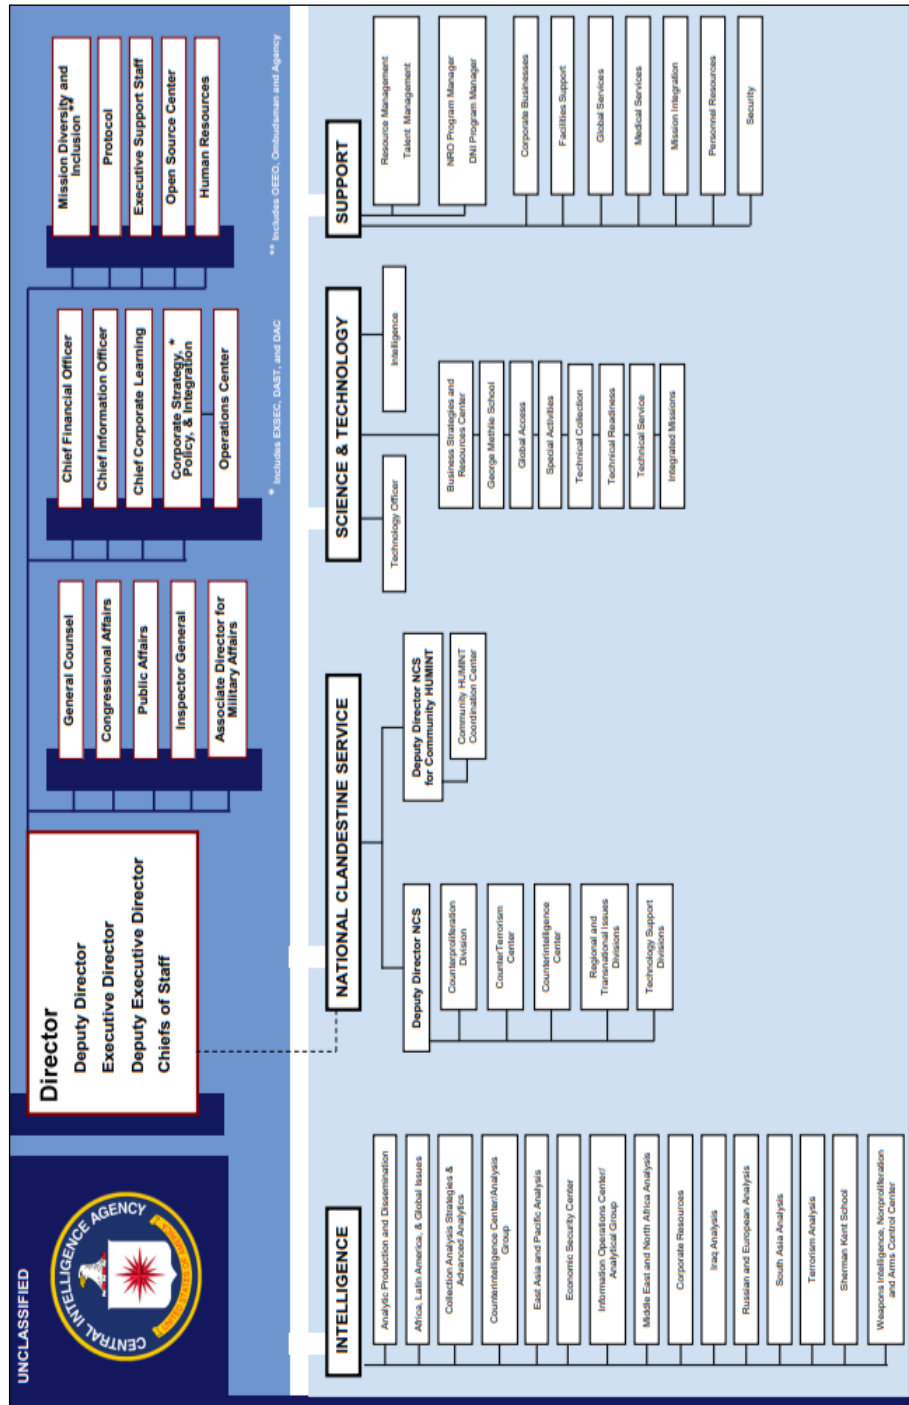 UNCLASSIFIED
CENTRAL INTELLIGENCE AGENCY
UNITED STATES OF AMERICA
Director
Deputy Director
Executive Director
Deputy Executive Director
Chiefs of Staff
General Counsel
Congressional Affairs
Public Affairs
Inspector General
Associate Director for
Military Affairs
Chief Financial Officer
Chief Information Officer
Chief Corporate Learning
Corporate Strategy, *
Policy, & Integration
Operations Center
* Includes EXSEC, DAST, and DAC
Mission Diversity and
Inclusion **
Protocol
Executive Support Staff
Open Source Center
Human Resources
** Includes OEEO, Ombudsman and Agency
INTELLIGENCE
Analytic Production and Dissemination
Africa, Latin America, & Global Issues
Collection Analysis Strategies &
Advanced Analytics
Counterintelligence Center/Analysis
Group
East Asia and Pacific Analysis
Economic Security Center
Information Operations Center/
Analytical Group
Middle East and North Africa Analysis
Corporate Resources
Iraq Analysis
Russian and European Analysis
South Asia Analysis
Terrorism Analysis
Sherman Kent School
Weapons Intelligence, Nonproliferation
and Arms Control Center
NATIONAL CLANDESTINE SERVICE
Deputy Director NCS
Counterproliferation
Division
CounterTerrorism
Center
Counterintelligence
Center
Regional and
Transnational Issues
Divisions
Technology Support
Divisions
Deputy Director NCS
for Community HUMINT
Community HUMINT
Coordination Center
SCIENCE & TECHNOLOGY
Technology Officer
Intelligence
Business Strategies and
Resources Center
George Methlie School
Global Access
Special Activities
Technical Collection
Technical Readiness
Technical Service
Integrated Missions
SUPPORT
Resource Management
Talent Management
NRO Program Manager
DNI Program Manager
Corporate Businesses
Facilities Support
Global Services
Medical Services
Mission Integration
Personnel Resources
Security